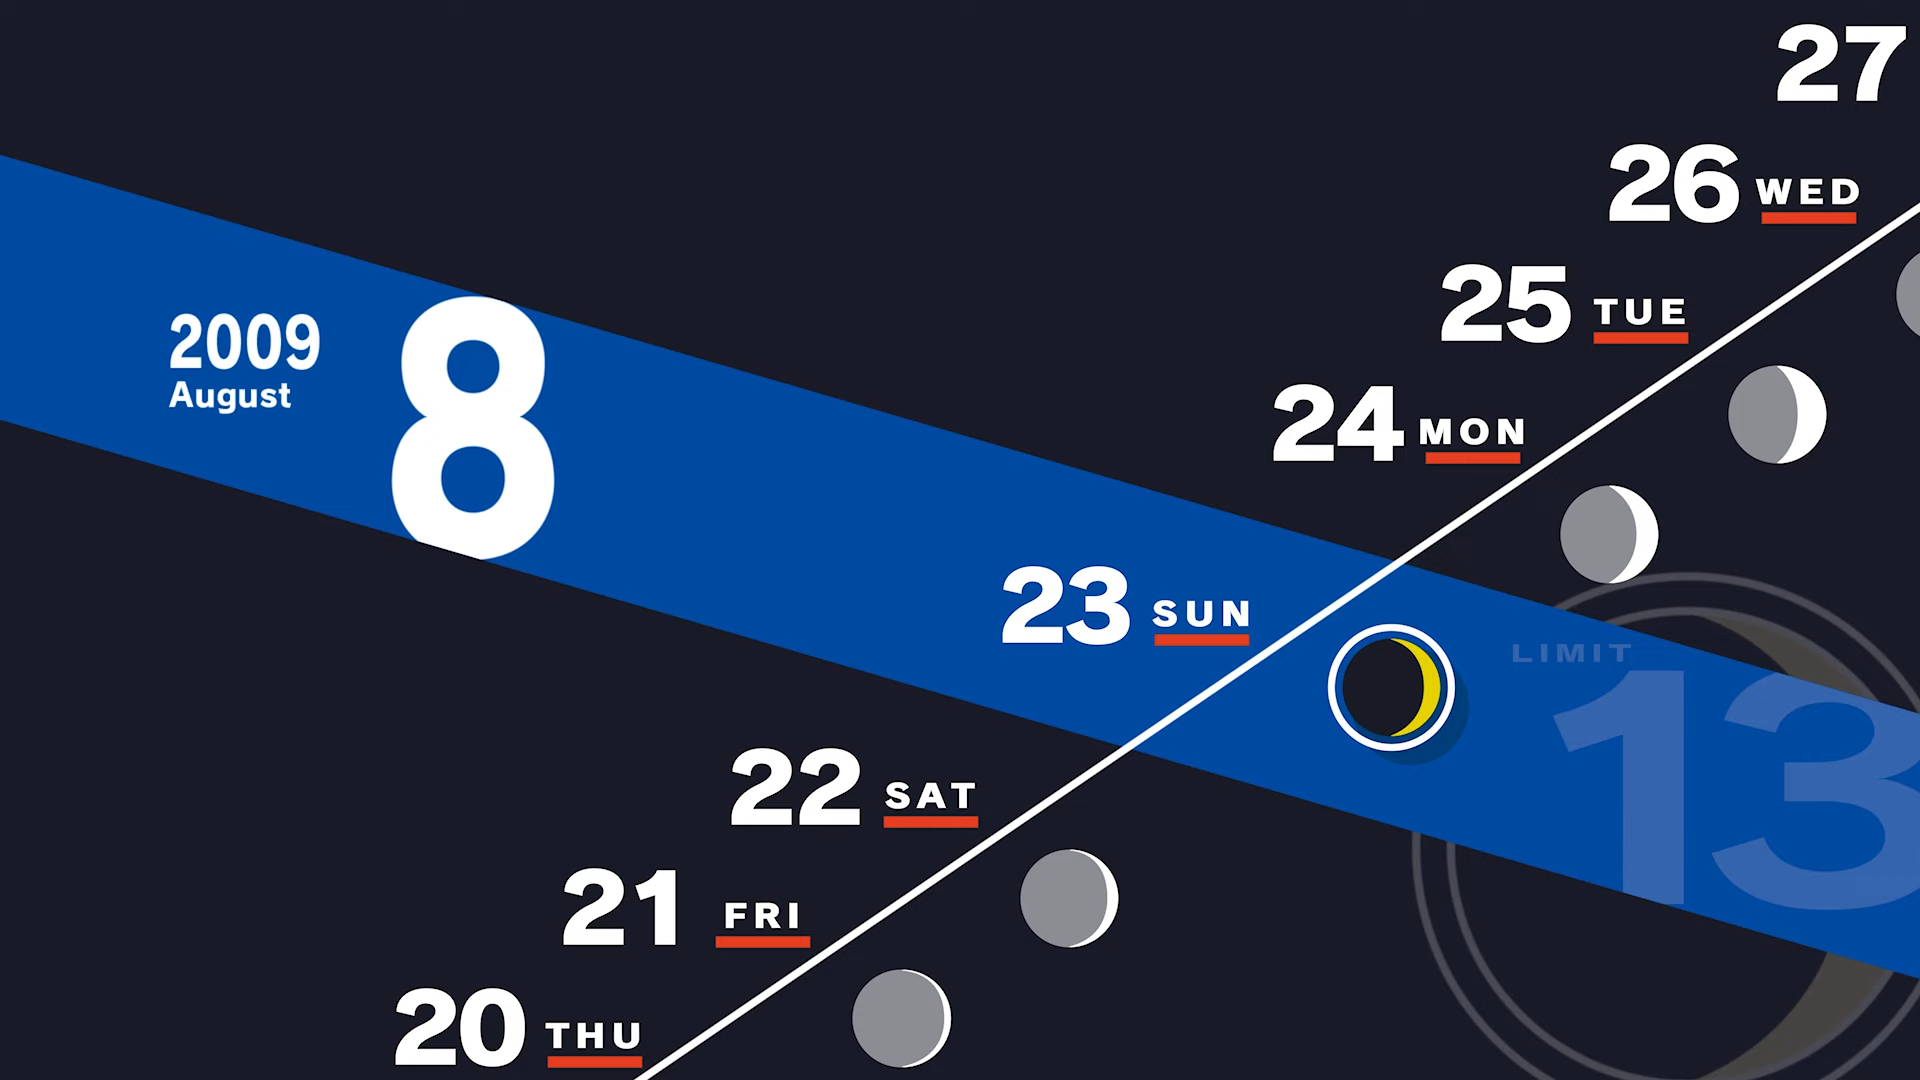 27
26 WED
25 TUE
2009
August
8
24 MON
23 SUN
LIMIT
13
22 SAT
21 FRI
20 THU